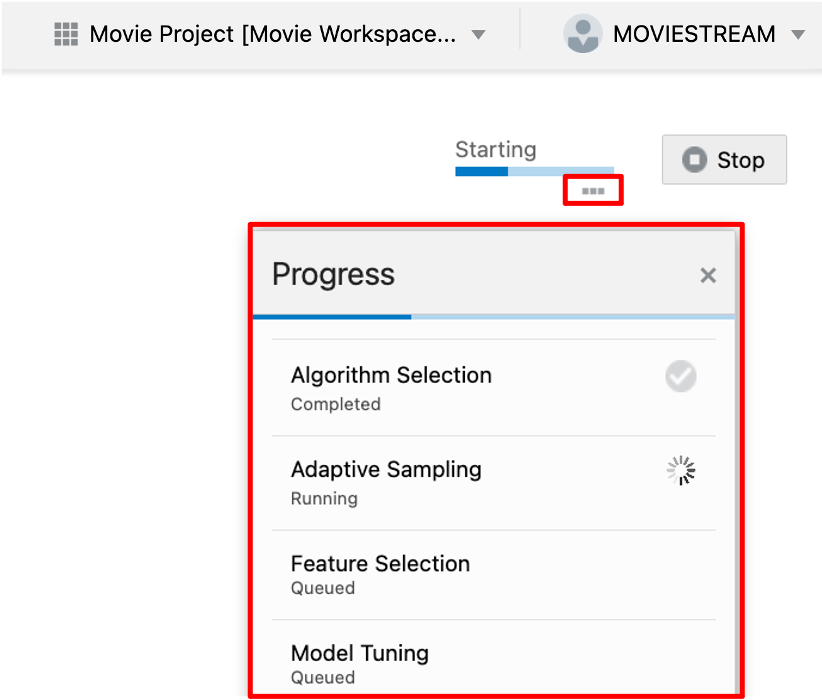 Movie Project [Movie Workspace...
MOVIESTREAM
Starting
Stop
Progress
Algorithm Selection
Completed
Adaptive Sampling
Running
Feature Selection
Queued
Model Tuning
Queued